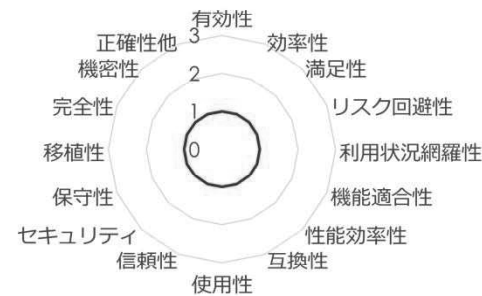 有効性
効率性
満足性
リスク回避性
利用状況網羅性
機能適合性
性能効率性
互換性
使用性
信頼性
セキュリティ
保守性
移植性
完全性
機密性
正確性他
3
2
1
0